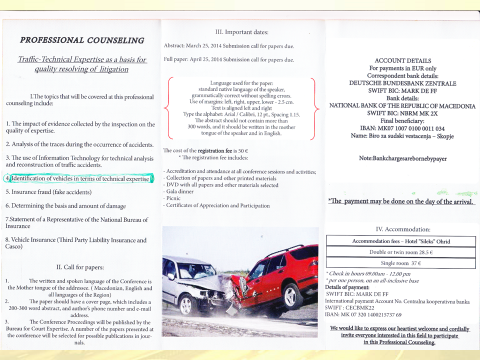 PROFESSIONAL COUNSELING
Traffic-Technical Expertise as a basis for
quality resolving of litigation
I The topics that will be covered at this professional
counseling include:
1. The impact of evidence collected by the inspection on the
quality of expertise.
2. Analysis of the traces during the occurrence of accidents.
3. The use of Information Technology for technical analysis
and reconstruction of traffic accidents.
4. Identification of vehicles in terms of technical expertise
5. Insurance fraud (fake accidents)
6. Determining the basis and amount of damage
7.Statement of a Representative of the National Bureau of
Insurance
8. Vehicle Insurance (Third Party Liability Insurance and
Casco)
II. Call for papers:
1. The written and spoken language of the Conference is
the Mother tongue of the addressee. ( Macedonian, English and
all languages of the Region)
2. The paper should have a cover page, which includes a
200-300 word abstract, and author's phone number and e-mail
address.
3. The Conference Proceedings will be published by the
Bureau for Court Expertise. A number of the papers presented at
the conference will be selected for possible publications in jour-
nals.
III. Important dates:
Abstract: March 25, 2014 Submission call for papers due.
Full paper: April 25, 2014 Submission call for papers due.
Language used for the paper:
standard native language of the speaker,
grammatically correct without spelling errors.
Use of margins: left, right, upper, lower - 2.5 cm.
Text is aligned left and right
Type the alphabet: Arial / Calibri, 12 pt., Spacing 1.15.
The abstract should not contain more than
300 words, and it should be written in the mother
tongue of the speaker and in English.
The cost of the registration fee is 50 €
* The registration fee includes:
- Accreditation and attendance at all conference sessions and activities;
- Collection of papers and other printed materials
- DVD with all papers and other materials selected
- Gala dinner
- Picnic
- Certificates of Appreciation and Participation
ACCOUNT DETAILS
For payments in EUR only
Correspondent bank details:
DEUTSCHE BUNDESBANK ZENTRALE
SWIFT BIC: MARK DE FF
Bank details:
NATIONAL BANK OF THE REPUBLIC OF MACEDONIA
SWIFT BIC: NBRM MK 2X
Final beneficiary:
IBAN: MK07 1007 0100 0011 034
Name: Biro za sudski vestacenja - Skopje
Note:Bankchargesarebornebypayer
*The payment may be done on the day of the arrival.
IV. Accommodation:
Accommodation fees - Hotel "Sileks" Ohrid
Double or twin room 28.5 €
Single room 37 €
* Check in hours 09.00am - 12.00 pm
* per one person, on an all-inclusive base
Details of payment:
SWIFT BIC: MARK DE FF
International payment Account No: Centralna kooperativna banka
SWIFT : CECBMK22
IBAN: MK 07 320 1400213737 69
We would like to express our heartiest welcome and cordially
invite everyone interested in this field to participate
in this Professional Counseling.